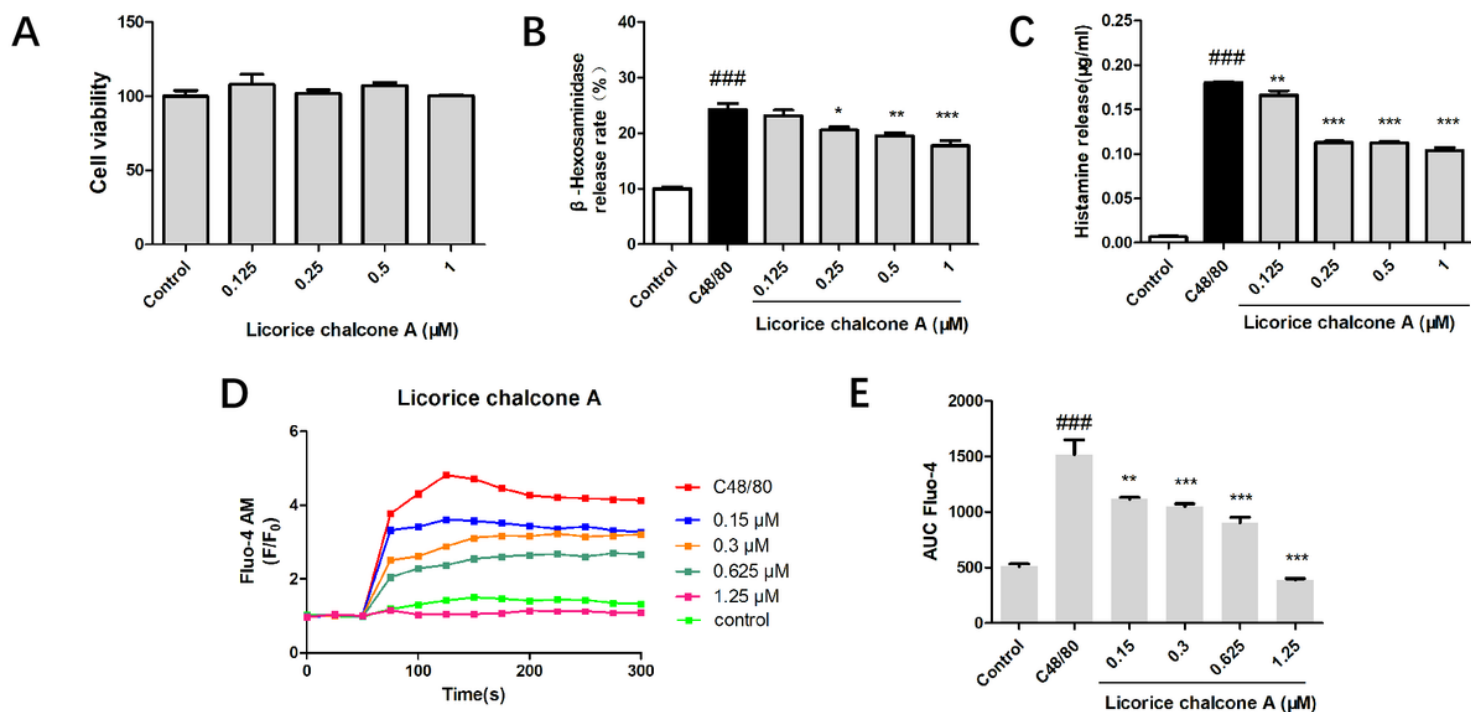 A
Cell viability
150
100
50
0
Control
0.125
0.25
0.5
1
Licorice chalcone A (μM)
B
β -Hexosaminidase
release rate (%)
40
30
20
10
0
###
*
**
***
Control
C48/80
0.125
0.25
0.5
1
Licorice chalcone A (μM)
C
Histamine release(μg/ml)
0.25
0.20
0.15
0.10
0.05
0.00
###
**
***
***
***
Control
C48/80
0.125
0.25
0.5
1
Licorice chalcone A (μM)
D
Licorice chalcone A
Fluo-4 AM
(F/F0)
6
4
2
0
0
100
200
300
Time(s)
C48/80
0.15 μM
0.3 μM
0.625 μM
1.25 μM
control
E
AUC Fluo-4
2000
1500
1000
500
0
###
**
***
***
***
Control
C48/80
0.15
0.3
0.625
1.25
Licorice chalcone A (μM)